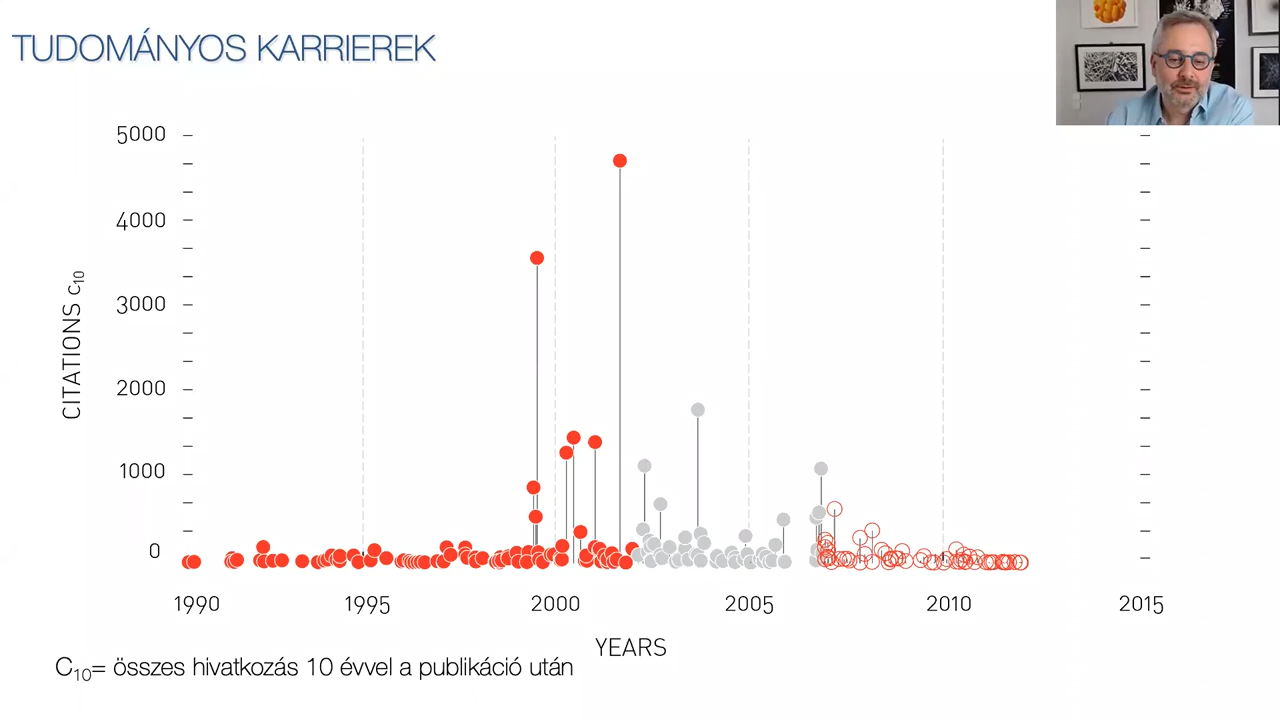 TUDOMÁNYOS KARRIEREK
5000
4000
3000
2000
1000
0
CITATIONS c10
1990 1995 2000 2005 2010 2015
YEARS
C10= összes hivatkozás 10 évvel a publikáció után